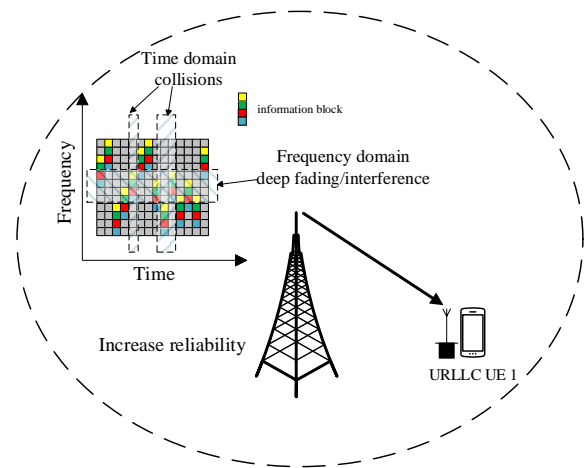 Time domain
collisions
information block
Frequency
Frequency domain
deep fading/interference
Time
Increase reliability
URLLC UE 1